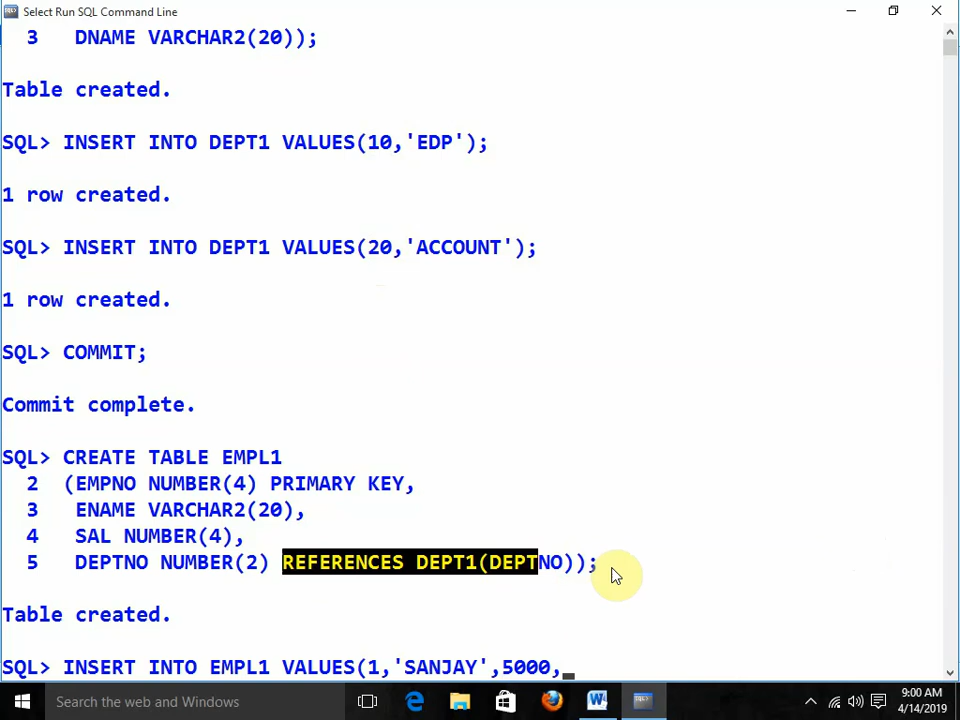 Select Run SQL Command Line
3 DNAME VARCHAR2(20));
Table created.
SQL> INSERT INTO DEPT1 VALUES(10,'EDP');
1 row created.
SQL> INSERT INTO DEPT1 VALUES(20,'ACCOUNT');
1 row created.
SQL> COMMIT;
Commit complete.
SQL> CREATE TABLE EMPL1
2 (EMPNO NUMBER(4) PRIMARY KEY,
3 ENAME VARCHAR2(20),
4 SAL NUMBER(4),
5 DEPTNO NUMBER(2) REFERENCES DEPT1(DEPTNO));
Table created.
SQL> INSERT INTO EMPL1 VALUES(1,'SANJAY',5000,
Search the web and Windows
9:00 AM
4/14/2019